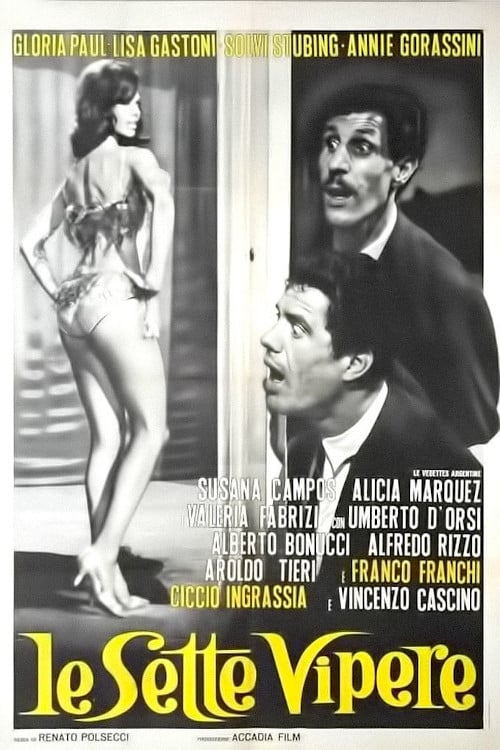 GLORIA PAUL · LISA GASTONI · SOLVI STUBING · ANNIE GORASSINI
LE VEDETTES ARGENTINE
SUSANA CAMPOS ALICIA MARQUEZ
VALERIA FABRIZI CON UMBERTO D'ORSI
ALBERTO BONUCCI ALFREDO RIZZO
AROLDO TIERI E FRANCO FRANCHI
CICCIO INGRASSIA E VINCENZO CASCINO
le Sette Vipere
REGIA DI RENATO POLSECCI PRODUZIONE: ACCADIA FILM